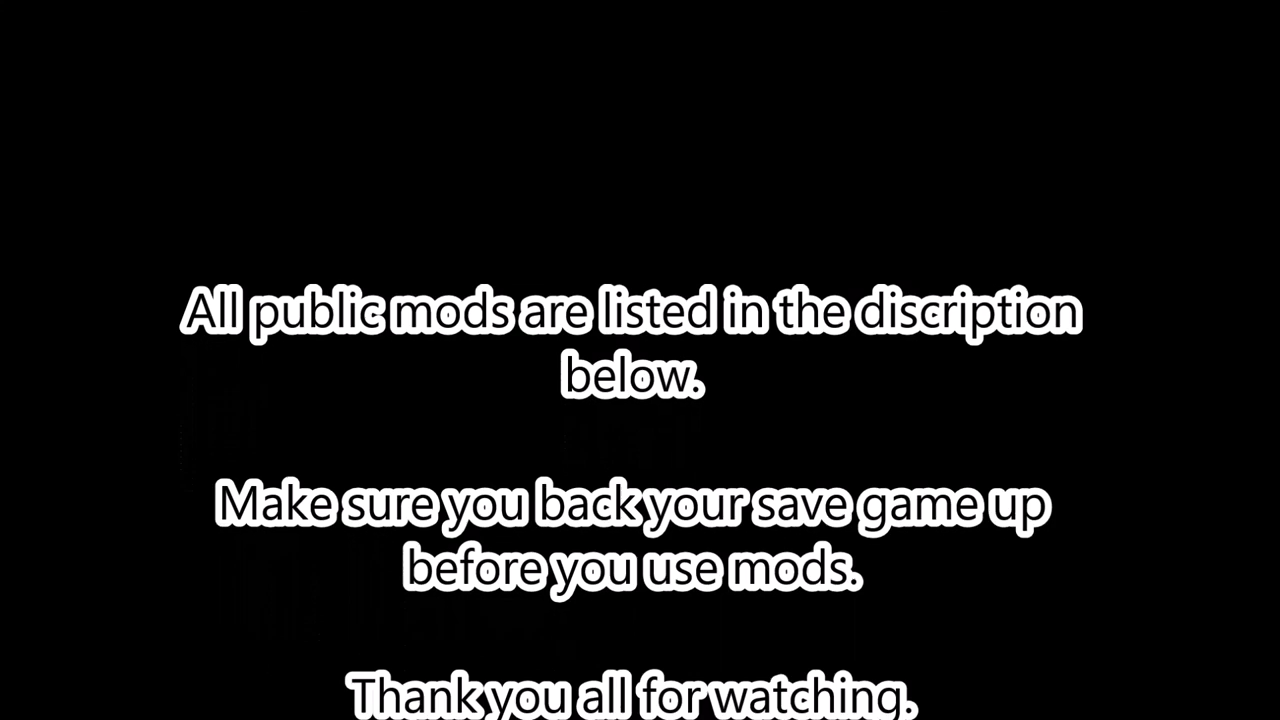 All public mods are listed in the discription
below.
Make sure you back your save game up
before you use mods.
Thank you all for watching.